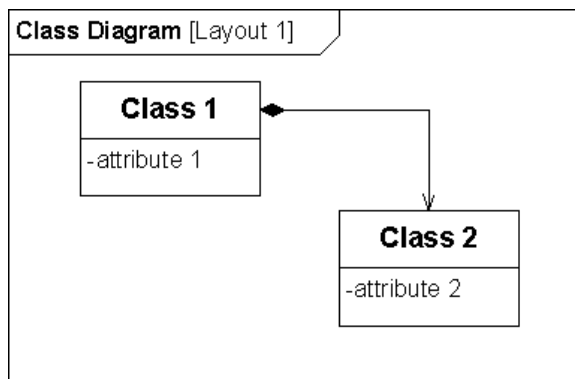 Class Diagram [Layout 1]
Class 1
-attribute 1
Class 2
-attribute 2